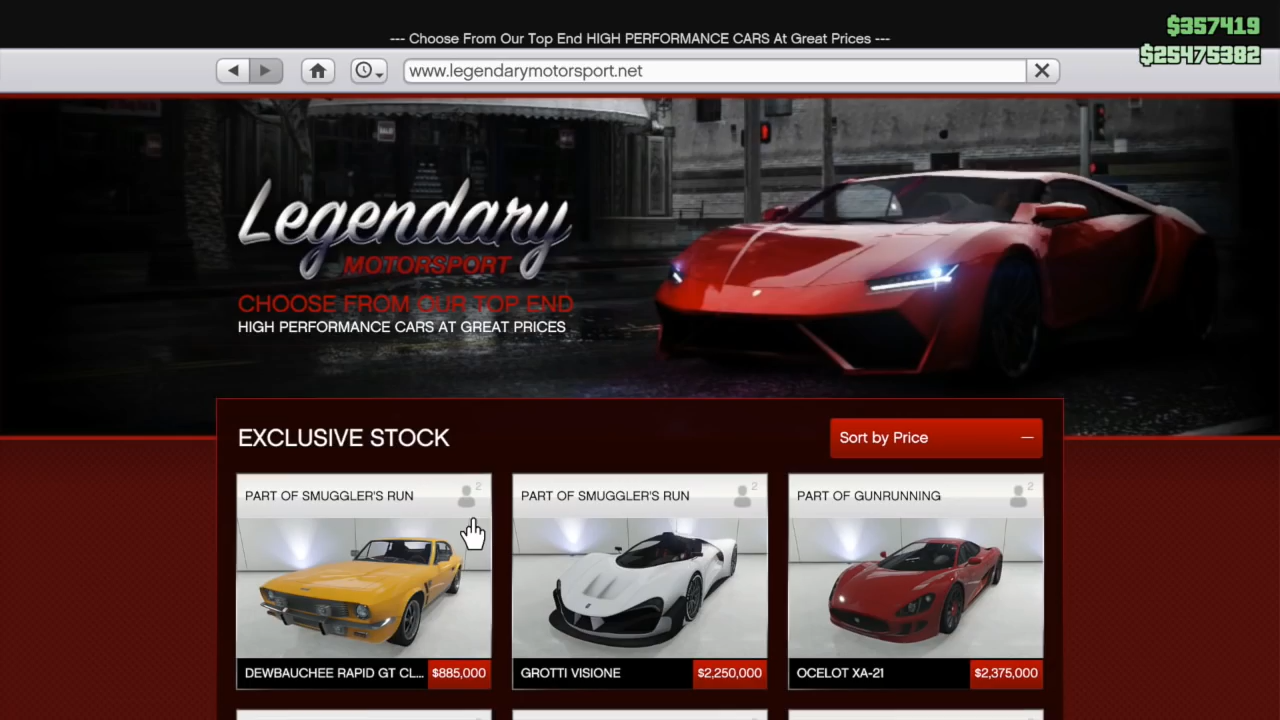 --- Choose From Our Top End HIGH PERFORMANCE CARS At Great Prices ---
$357419
$25475382
www.legendarymotorsport.net
Legendary
MOTORSPORT
CHOOSE FROM OUR TOP END
HIGH PERFORMANCE CARS AT GREAT PRICES
EXCLUSIVE STOCK
Sort by Price
PART OF SMUGGLER'S RUN 2
PART OF SMUGGLER'S RUN 2
PART OF GUNRUNNING 2
DEWBAUCHEE RAPID GT CL... $885,000
GROTTI VISIONE $2,250,000
OCELOT XA-21 $2,375,000